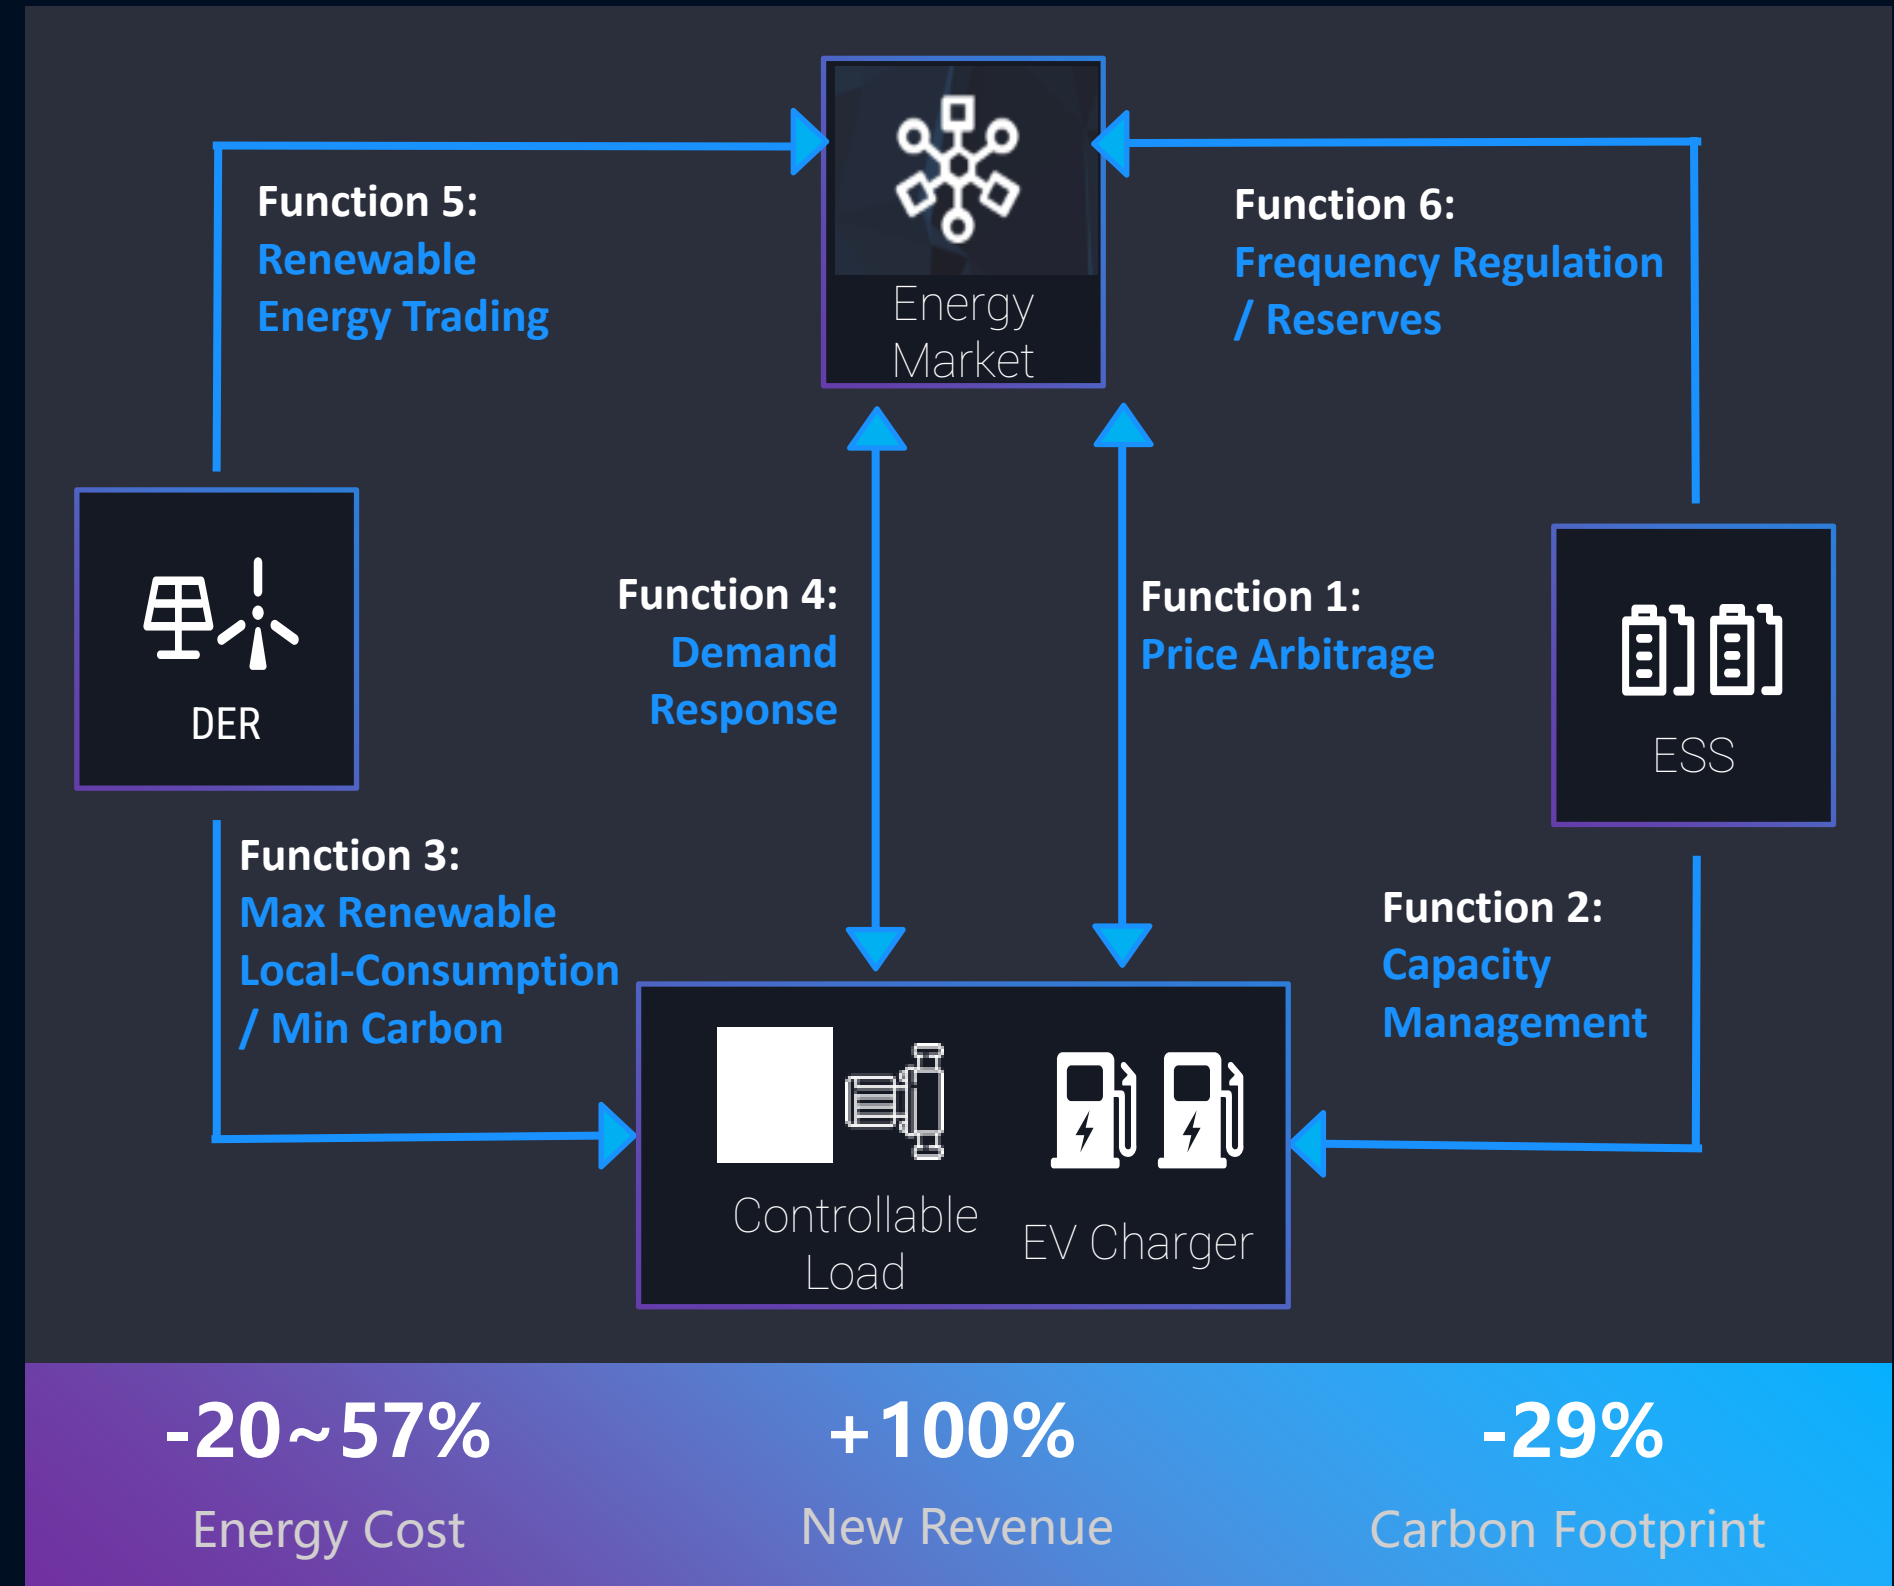 Energy
Market
Function 5:
Renewable
Energy Trading
Function 6:
Frequency Regulation
/ Reserves
DER
Function 4:
Demand
Response
Function 1:
Price Arbitrage
ESS
Function 3:
Max Renewable
Local-Consumption
/ Min Carbon
Function 2:
Capacity
Management
Controllable
Load
EV Charger
-20~57%
Energy Cost
+100%
New Revenue
-29%
Carbon Footprint